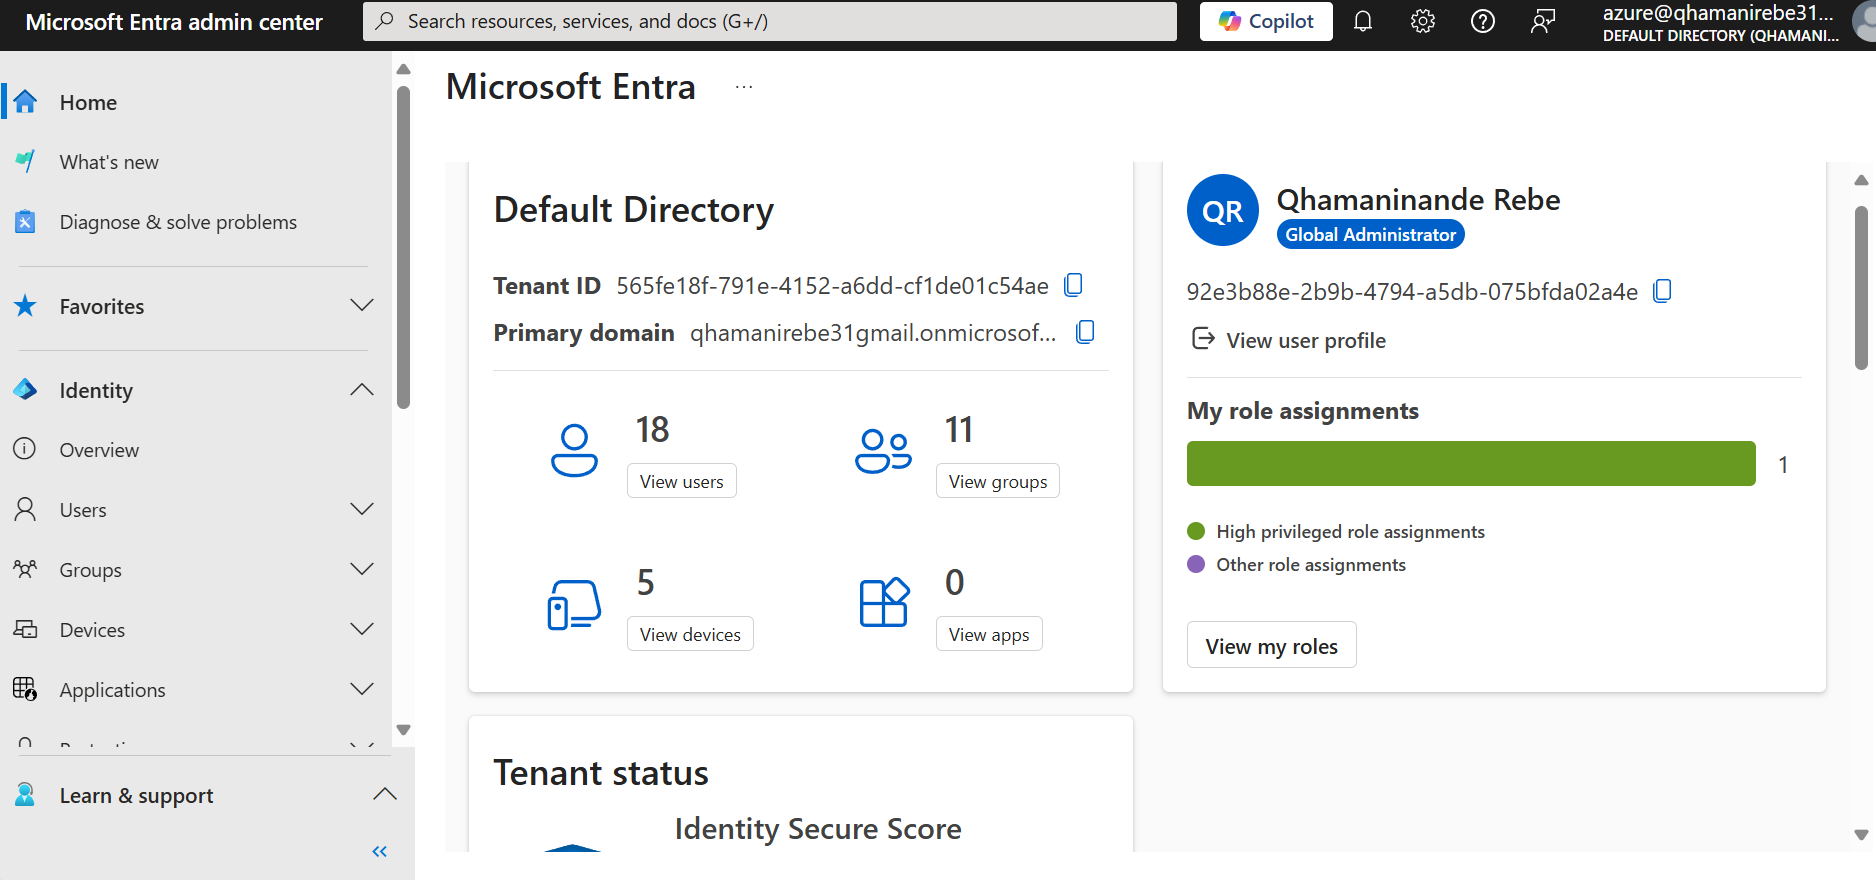 Microsoft Entra admin center
Search resources, services, and docs (G+/)
Copilot
azure@qhamanirebe31...
DEFAULT DIRECTORY (QHAMANI...
Home
What's new
Diagnose & solve problems
Favorites
Identity
Overview
Users
Groups
Devices
Applications
Learn & support
Microsoft Entra
...
Default Directory
Tenant ID 565fe18f-791e-4152-a6dd-cf1de01c54ae
Primary domain qhamanirebe31gmail.onmicrosof...
18
View users
11
View groups
5
View devices
0
View apps
QR
Qhamaninande Rebe
Global Administrator
92e3b88e-2b9b-4794-a5db-075bfda02a4e
View user profile
My role assignments
1
High privileged role assignments
Other role assignments
View my roles
Tenant status
Identity Secure Score